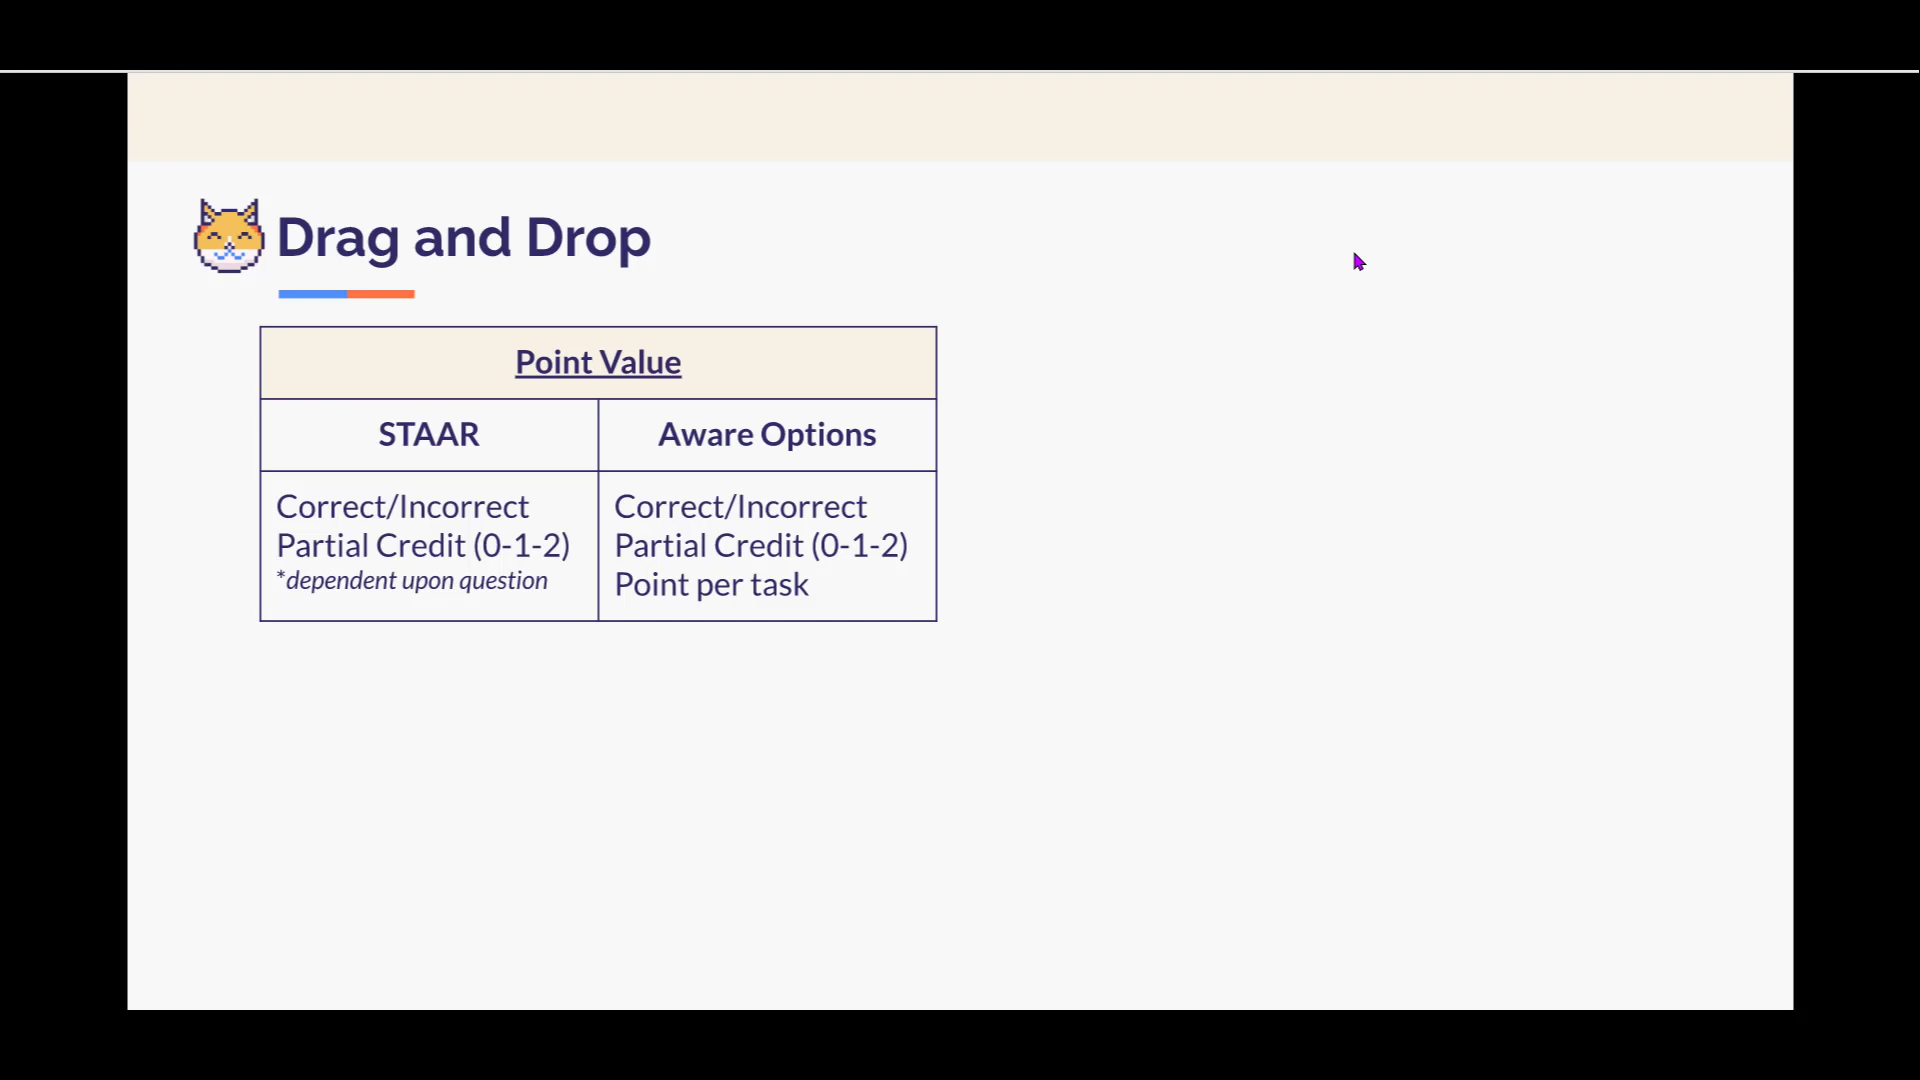 Drag and Drop
Point Value
STAAR
Aware Options
Correct/Incorrect
Partial Credit (0-1-2)
*dependent upon question
Correct/Incorrect
Partial Credit (0-1-2)
Point per task